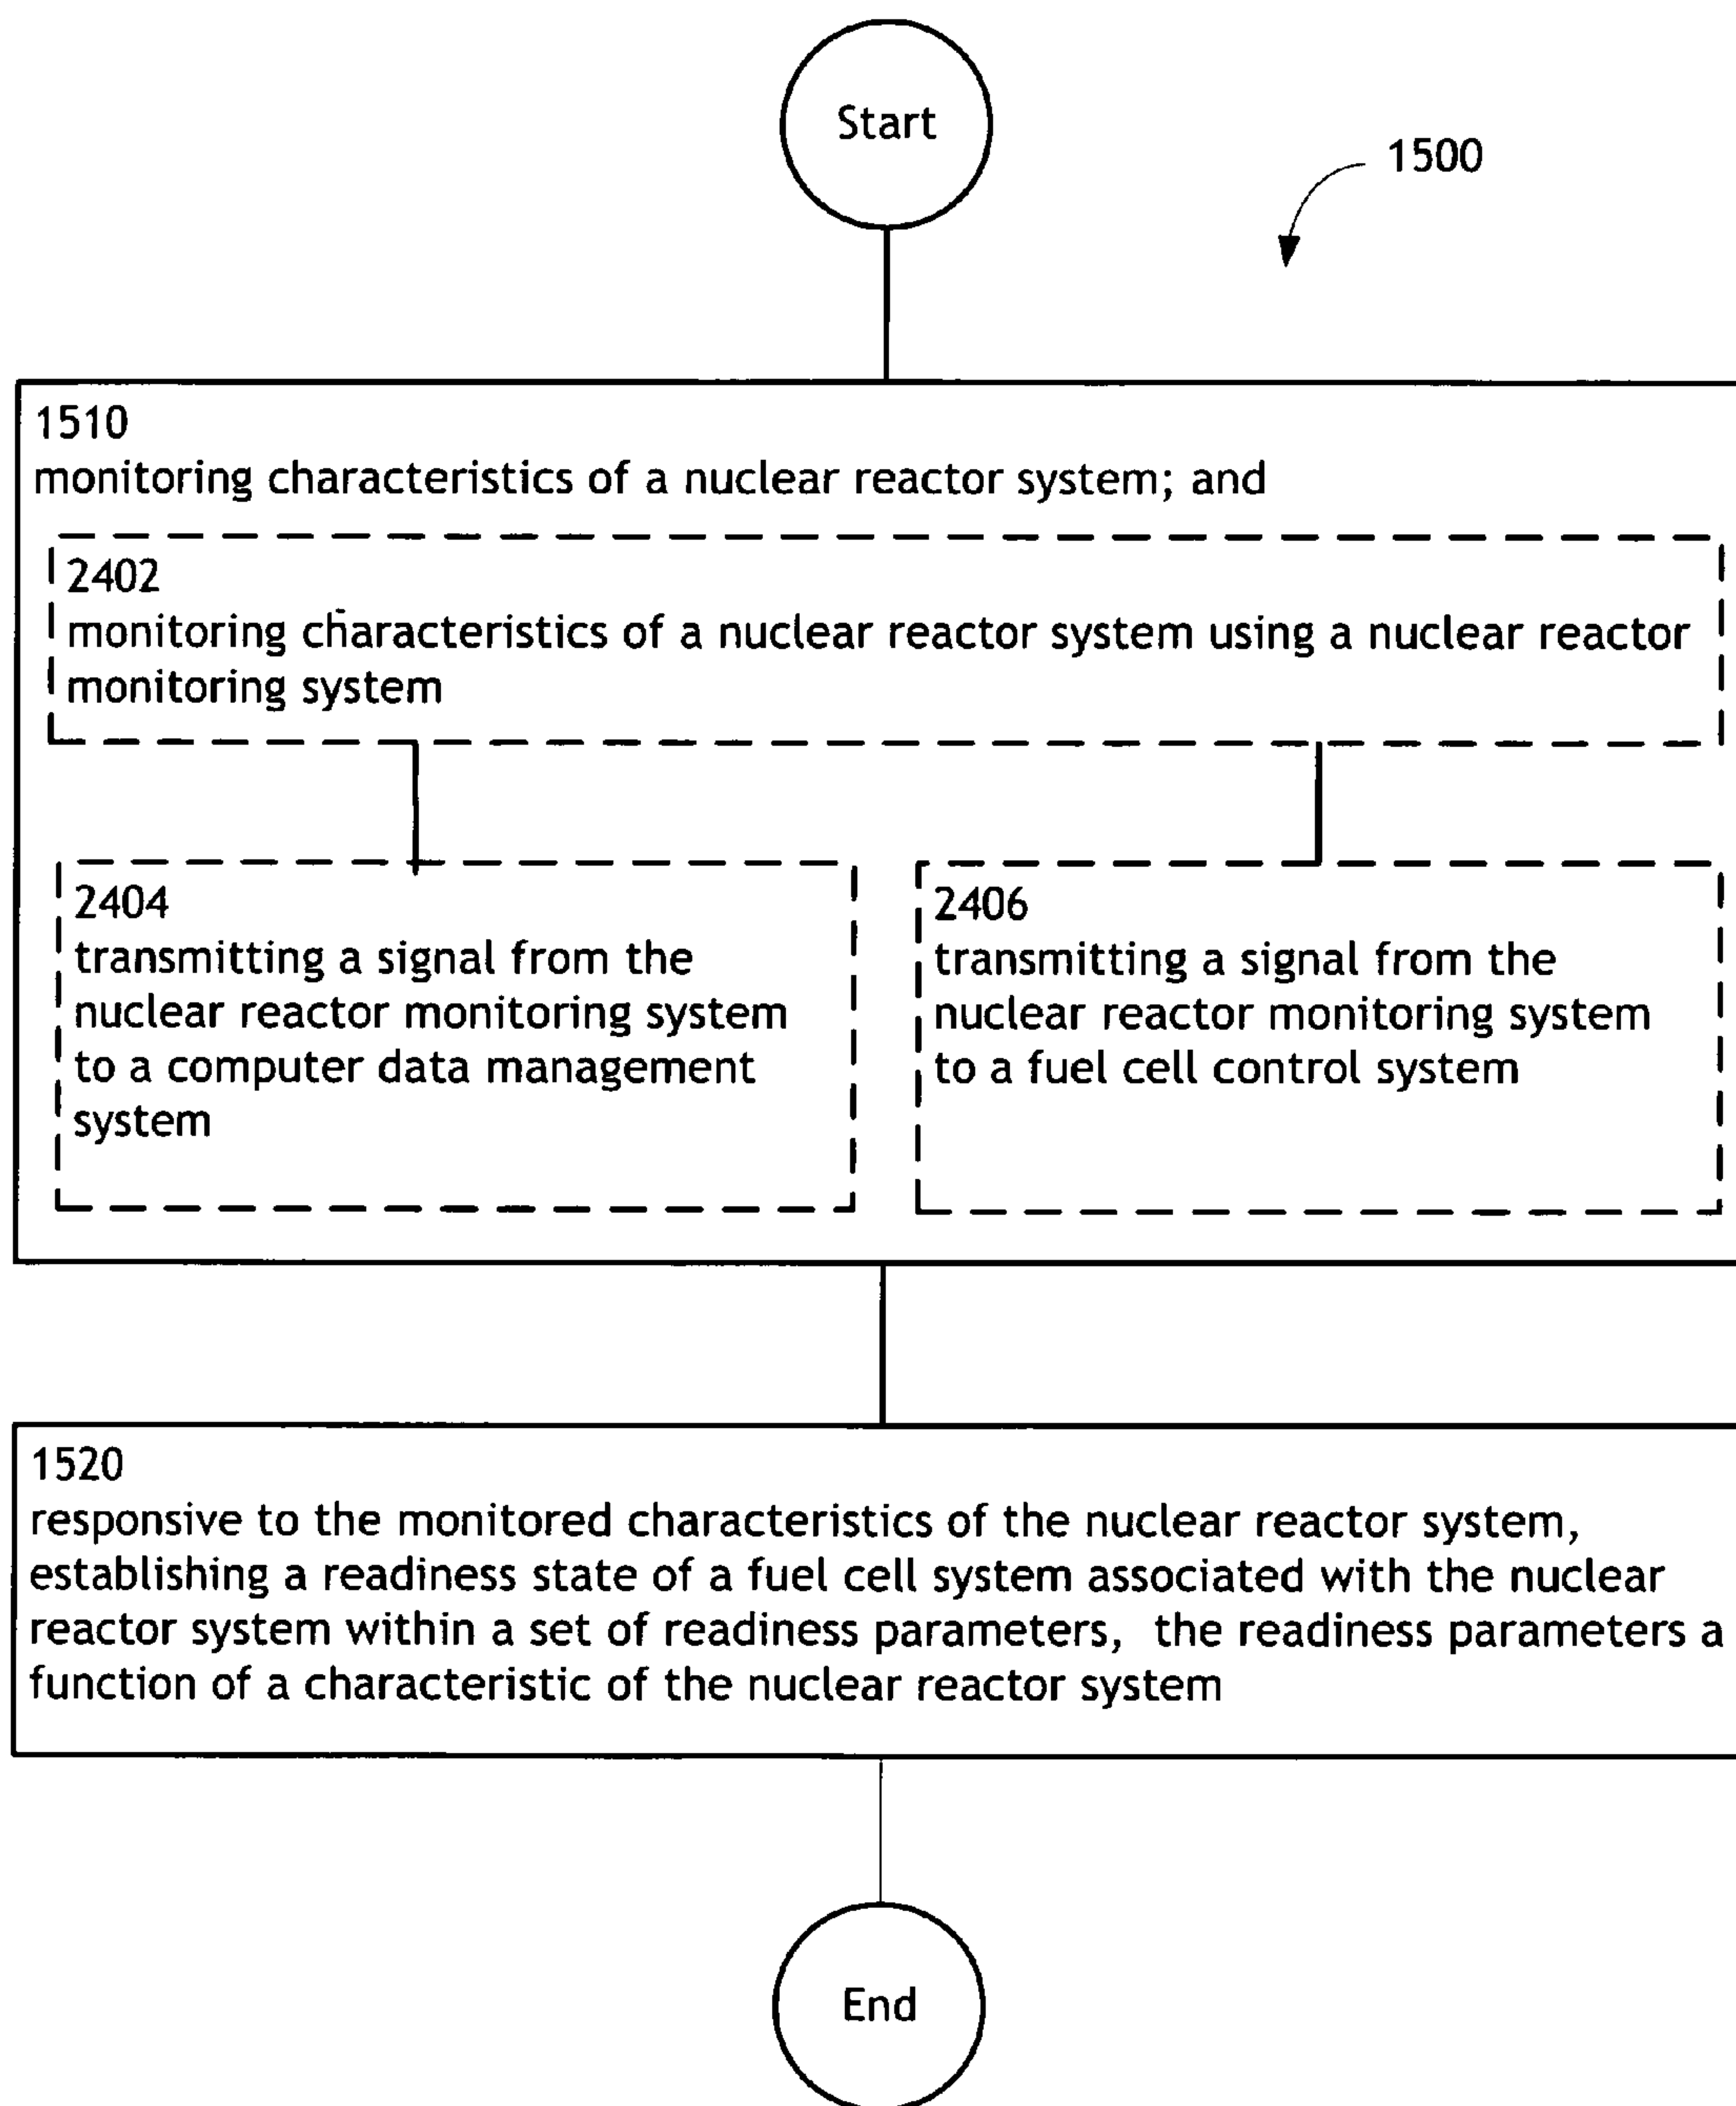 Start
1500
1510
monitoring characteristics of a nuclear reactor system; and
2402
monitoring characteristics of a nuclear reactor system using a nuclear reactor
monitoring system
2404
transmitting a signal from the
nuclear reactor monitoring system
to a computer data management
system
2406
transmitting a signal from the
nuclear reactor monitoring system
to a fuel cell control system
1520
responsive to the monitored characteristics of the nuclear reactor system,
establishing a readiness state of a fuel cell system associated with the nuclear
reactor system within a set of readiness parameters,  the readiness parameters a
function of a characteristic of the nuclear reactor system
End